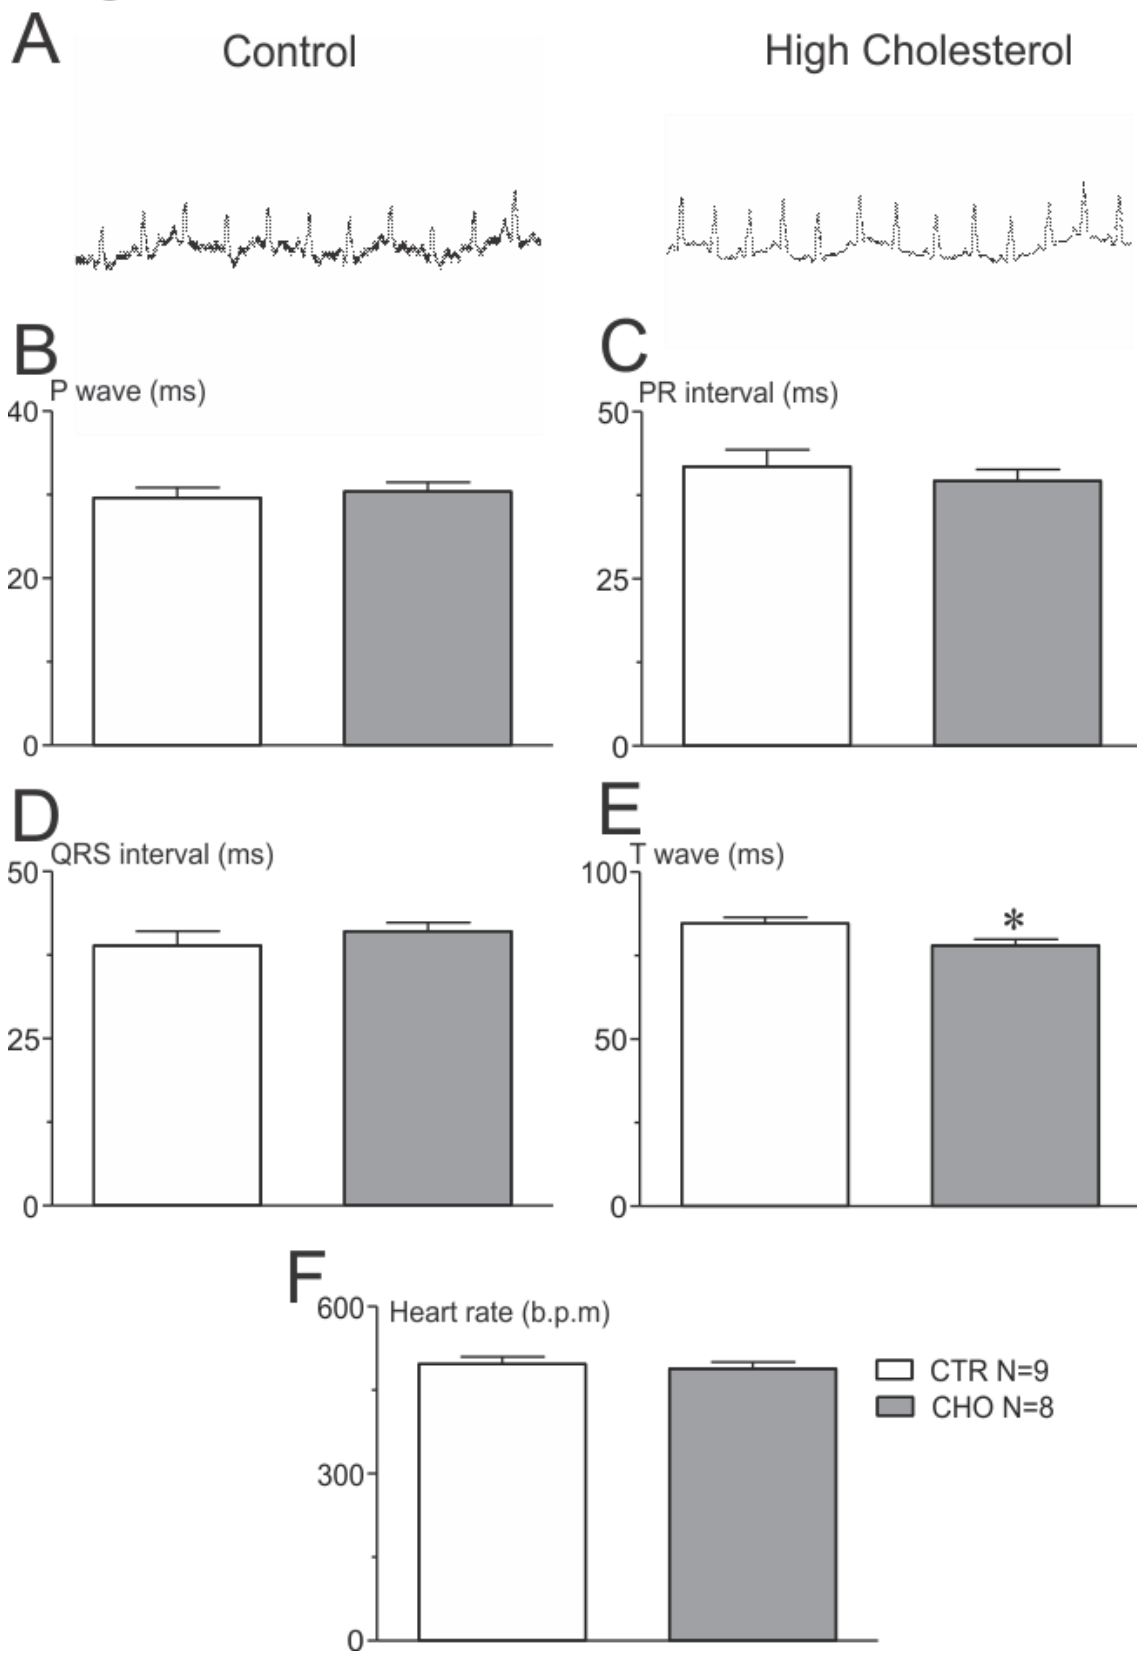 A
Control
High Cholesterol
B
P wave (ms)
40
20
0
C
PR interval (ms)
50
25
0
D
QRS interval (ms)
50
25
0
E
T wave (ms)
100
50
0
*
F
Heart rate (b.p.m)
600
300
0
CTR N=9
CHO N=8